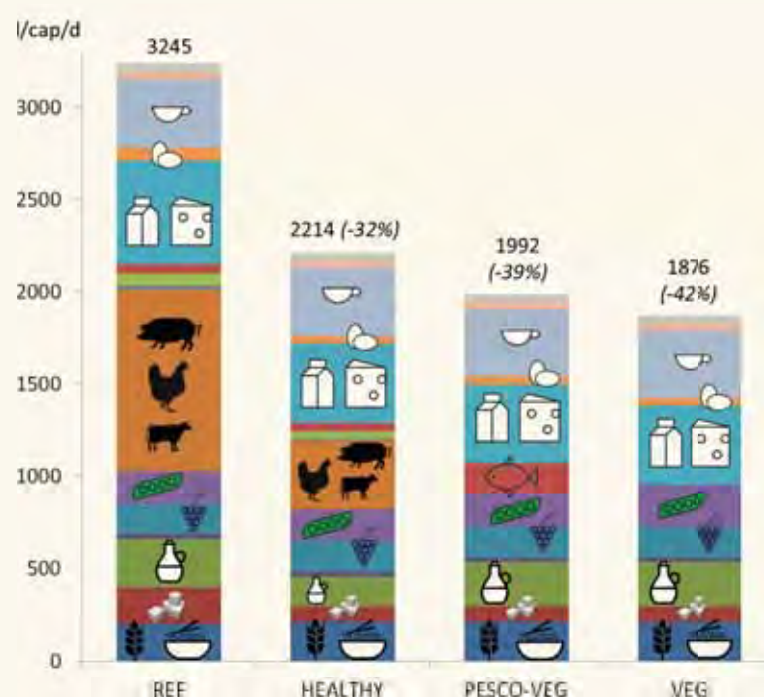 l/cap/d
3245
3000
2500
2214 (-32%)
1992
(-39%)
1876
(-42%)
2000
1500
1000
500
0
REF
HEALTHY
PESCO-VEG
VEG